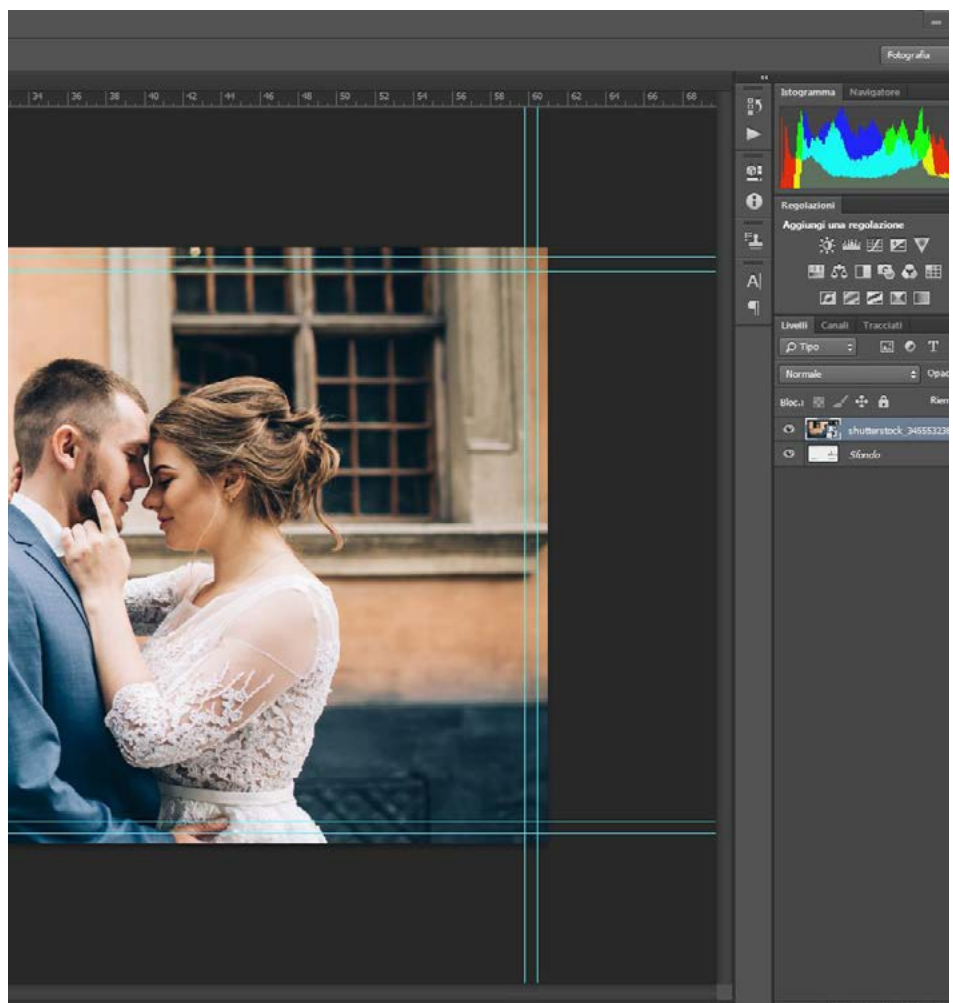 Fotografia
34 36 38 40 42 44 46 48 50 52 54 56 58 60 62 64 66 68
Istogramma Navigatore
Regolazioni
Aggiungi una regolazione
A
Livelli Canali Tracciati
Tipo T
Normale Opac
Bloc.: Riem
shutterstock_34555323
Sfondo